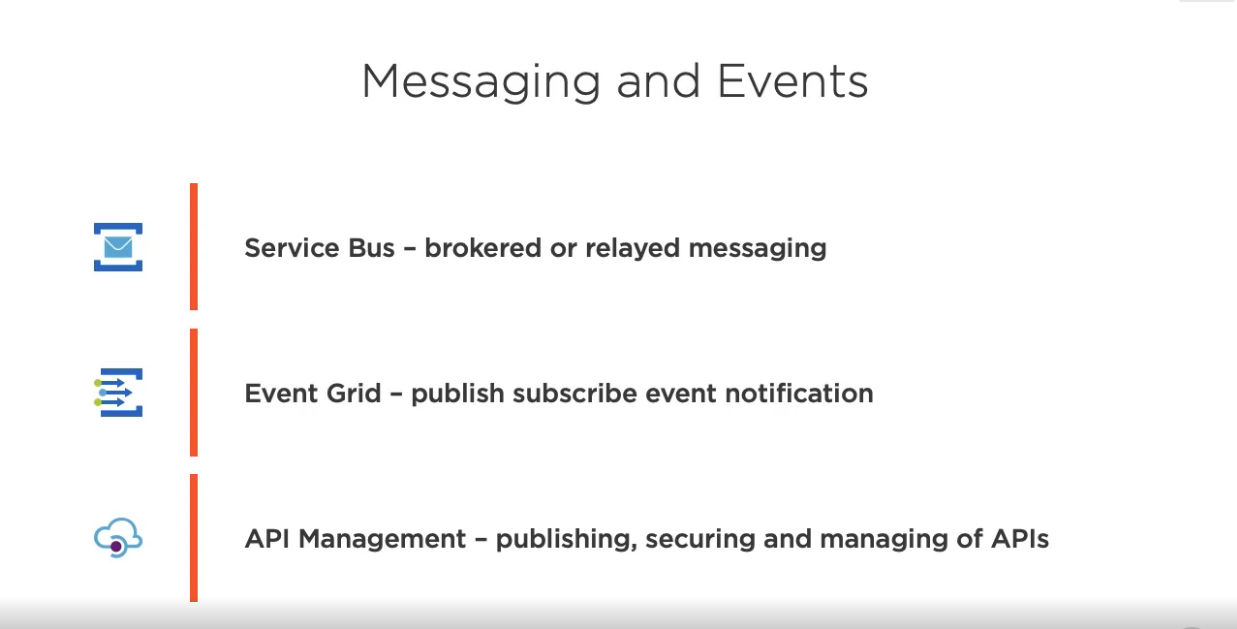 Messaging and Events
Service Bus – brokered or relayed messaging
Event Grid – publish subscribe event notification
API Management – publishing, securing and managing of APIs